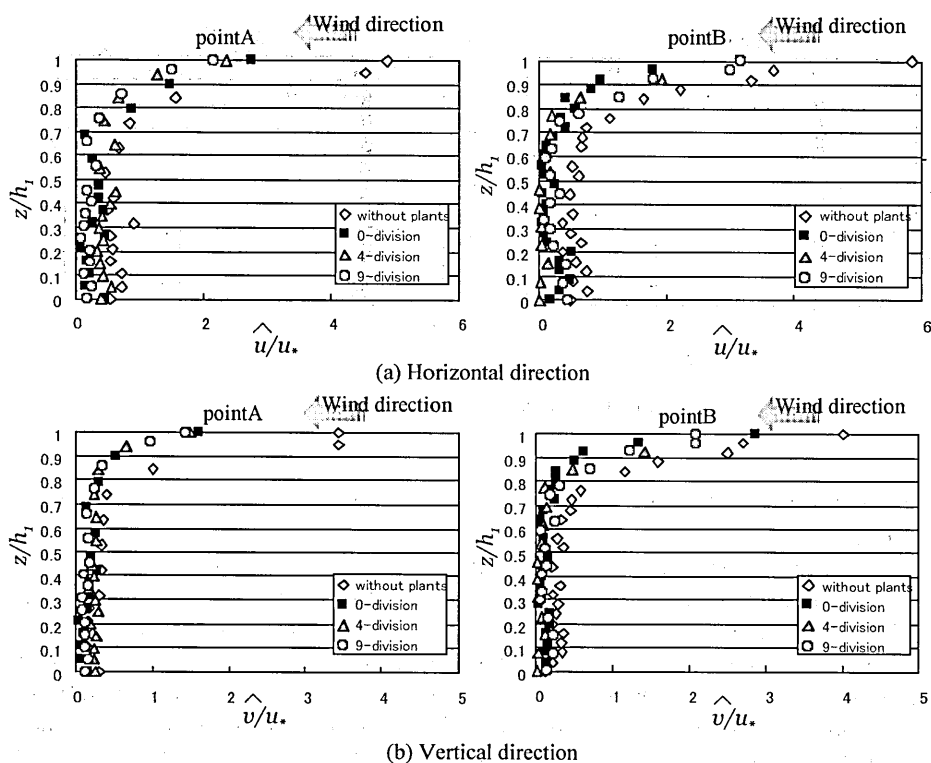 Wind direction
pointA
1
0.9
0.8
0.7
0.6
0.5
0.4
0.3
0.2
0.1
0
z/h₁
without plants
0-division
4-division
9-division
0 2 4 6
û/u*
Wind direction
pointB
1
0.9
0.8
0.7
0.6
0.5
0.4
0.3
0.2
0.1
0
z/h₁
without plants
0-division
4-division
9-division
0 2 4 6
û/u*
(a) Horizontal direction
Wind direction
pointA
1
0.9
0.8
0.7
0.6
0.5
0.4
0.3
0.2
0.1
0
z/h₁
without plants
0-division
4-division
9-division
0 1 2 3 4 5
v̂/u*
Wind direction
pointB
1
0.9
0.8
0.7
0.6
0.5
0.4
0.3
0.2
0.1
0
z/h₁
without plants
0-division
4-division
9-division
0 1 2 3 4 5
v̂/u*
(b) Vertical direction